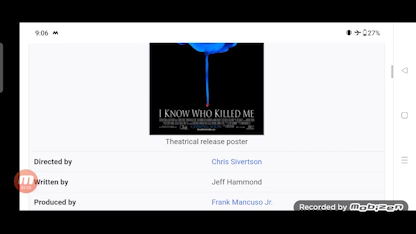 9:06
27%
I KNOW WHO KILLED ME
Theatrical release poster
Directed by Chris Sivertson
Written by Jeff Hammond
Produced by Frank Mancuso Jr.
Recorded by Mobizen